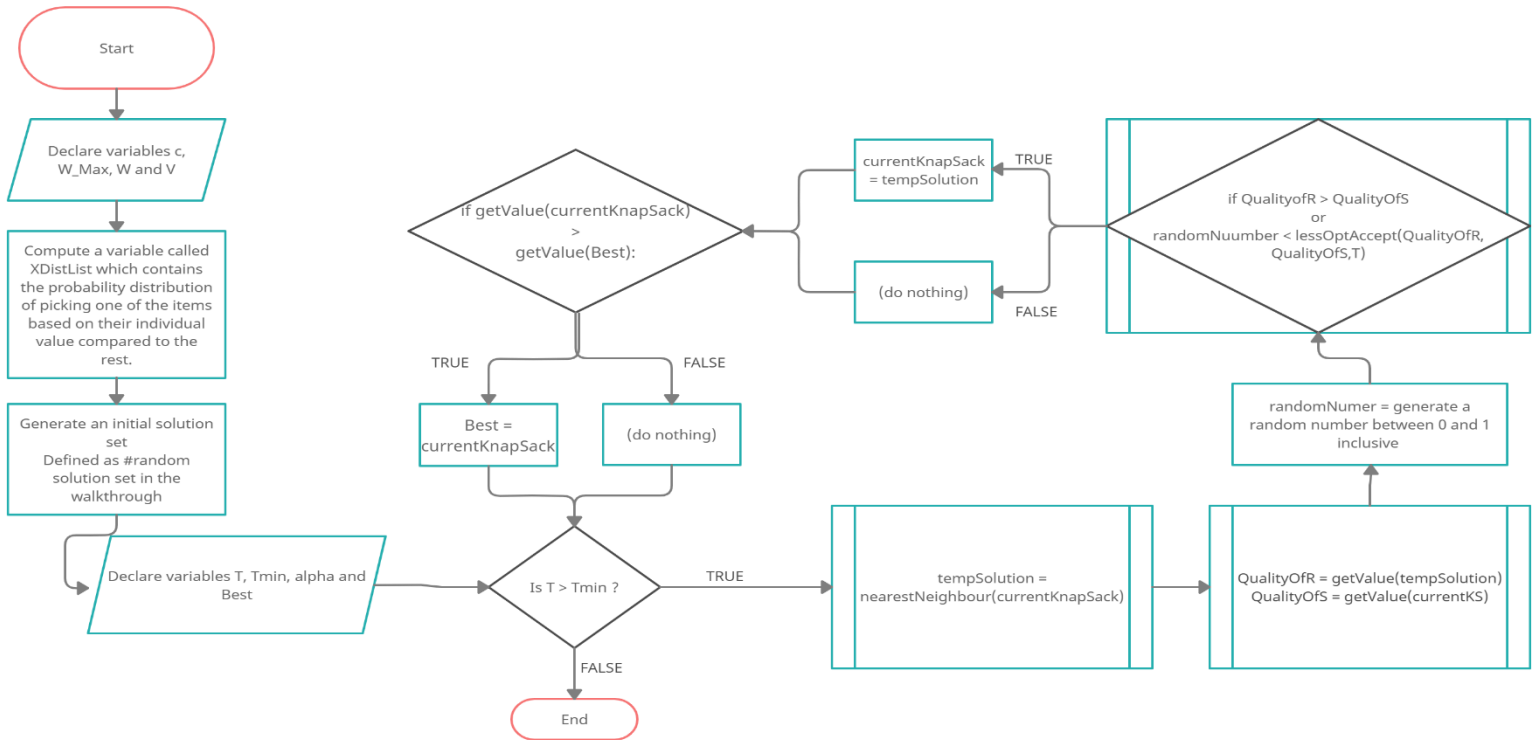 Start
Declare variables c,
W_Max, W and V
Compute a variable called
XDistList which contains
the probability distribution
of picking one of the items
based on their individual
value compared to the
rest.
Generate an initial solution
set
Defined as #random
solution set in the
walkthrough
Declare variables T, Tmin, alpha and
Best
Is T > Tmin ?
TRUE
FALSE
End
tempSolution =
nearestNeighbour(currentKnapSack)
QualityOfR = getValue(tempSolution)
QualityOfS = getValue(currentKS)
randomNumer = generate a
random number between 0 and 1
inclusive
if QualityofR > QualityOfS
or
randomNuumber < lessOptAccept(QualityOfR,
QualityOfS,T)
TRUE
FALSE
currentKnapSack
= tempSolution
(do nothing)
if getValue(currentKnapSack)
>
getValue(Best):
TRUE
FALSE
Best =
currentKnapSack
(do nothing)